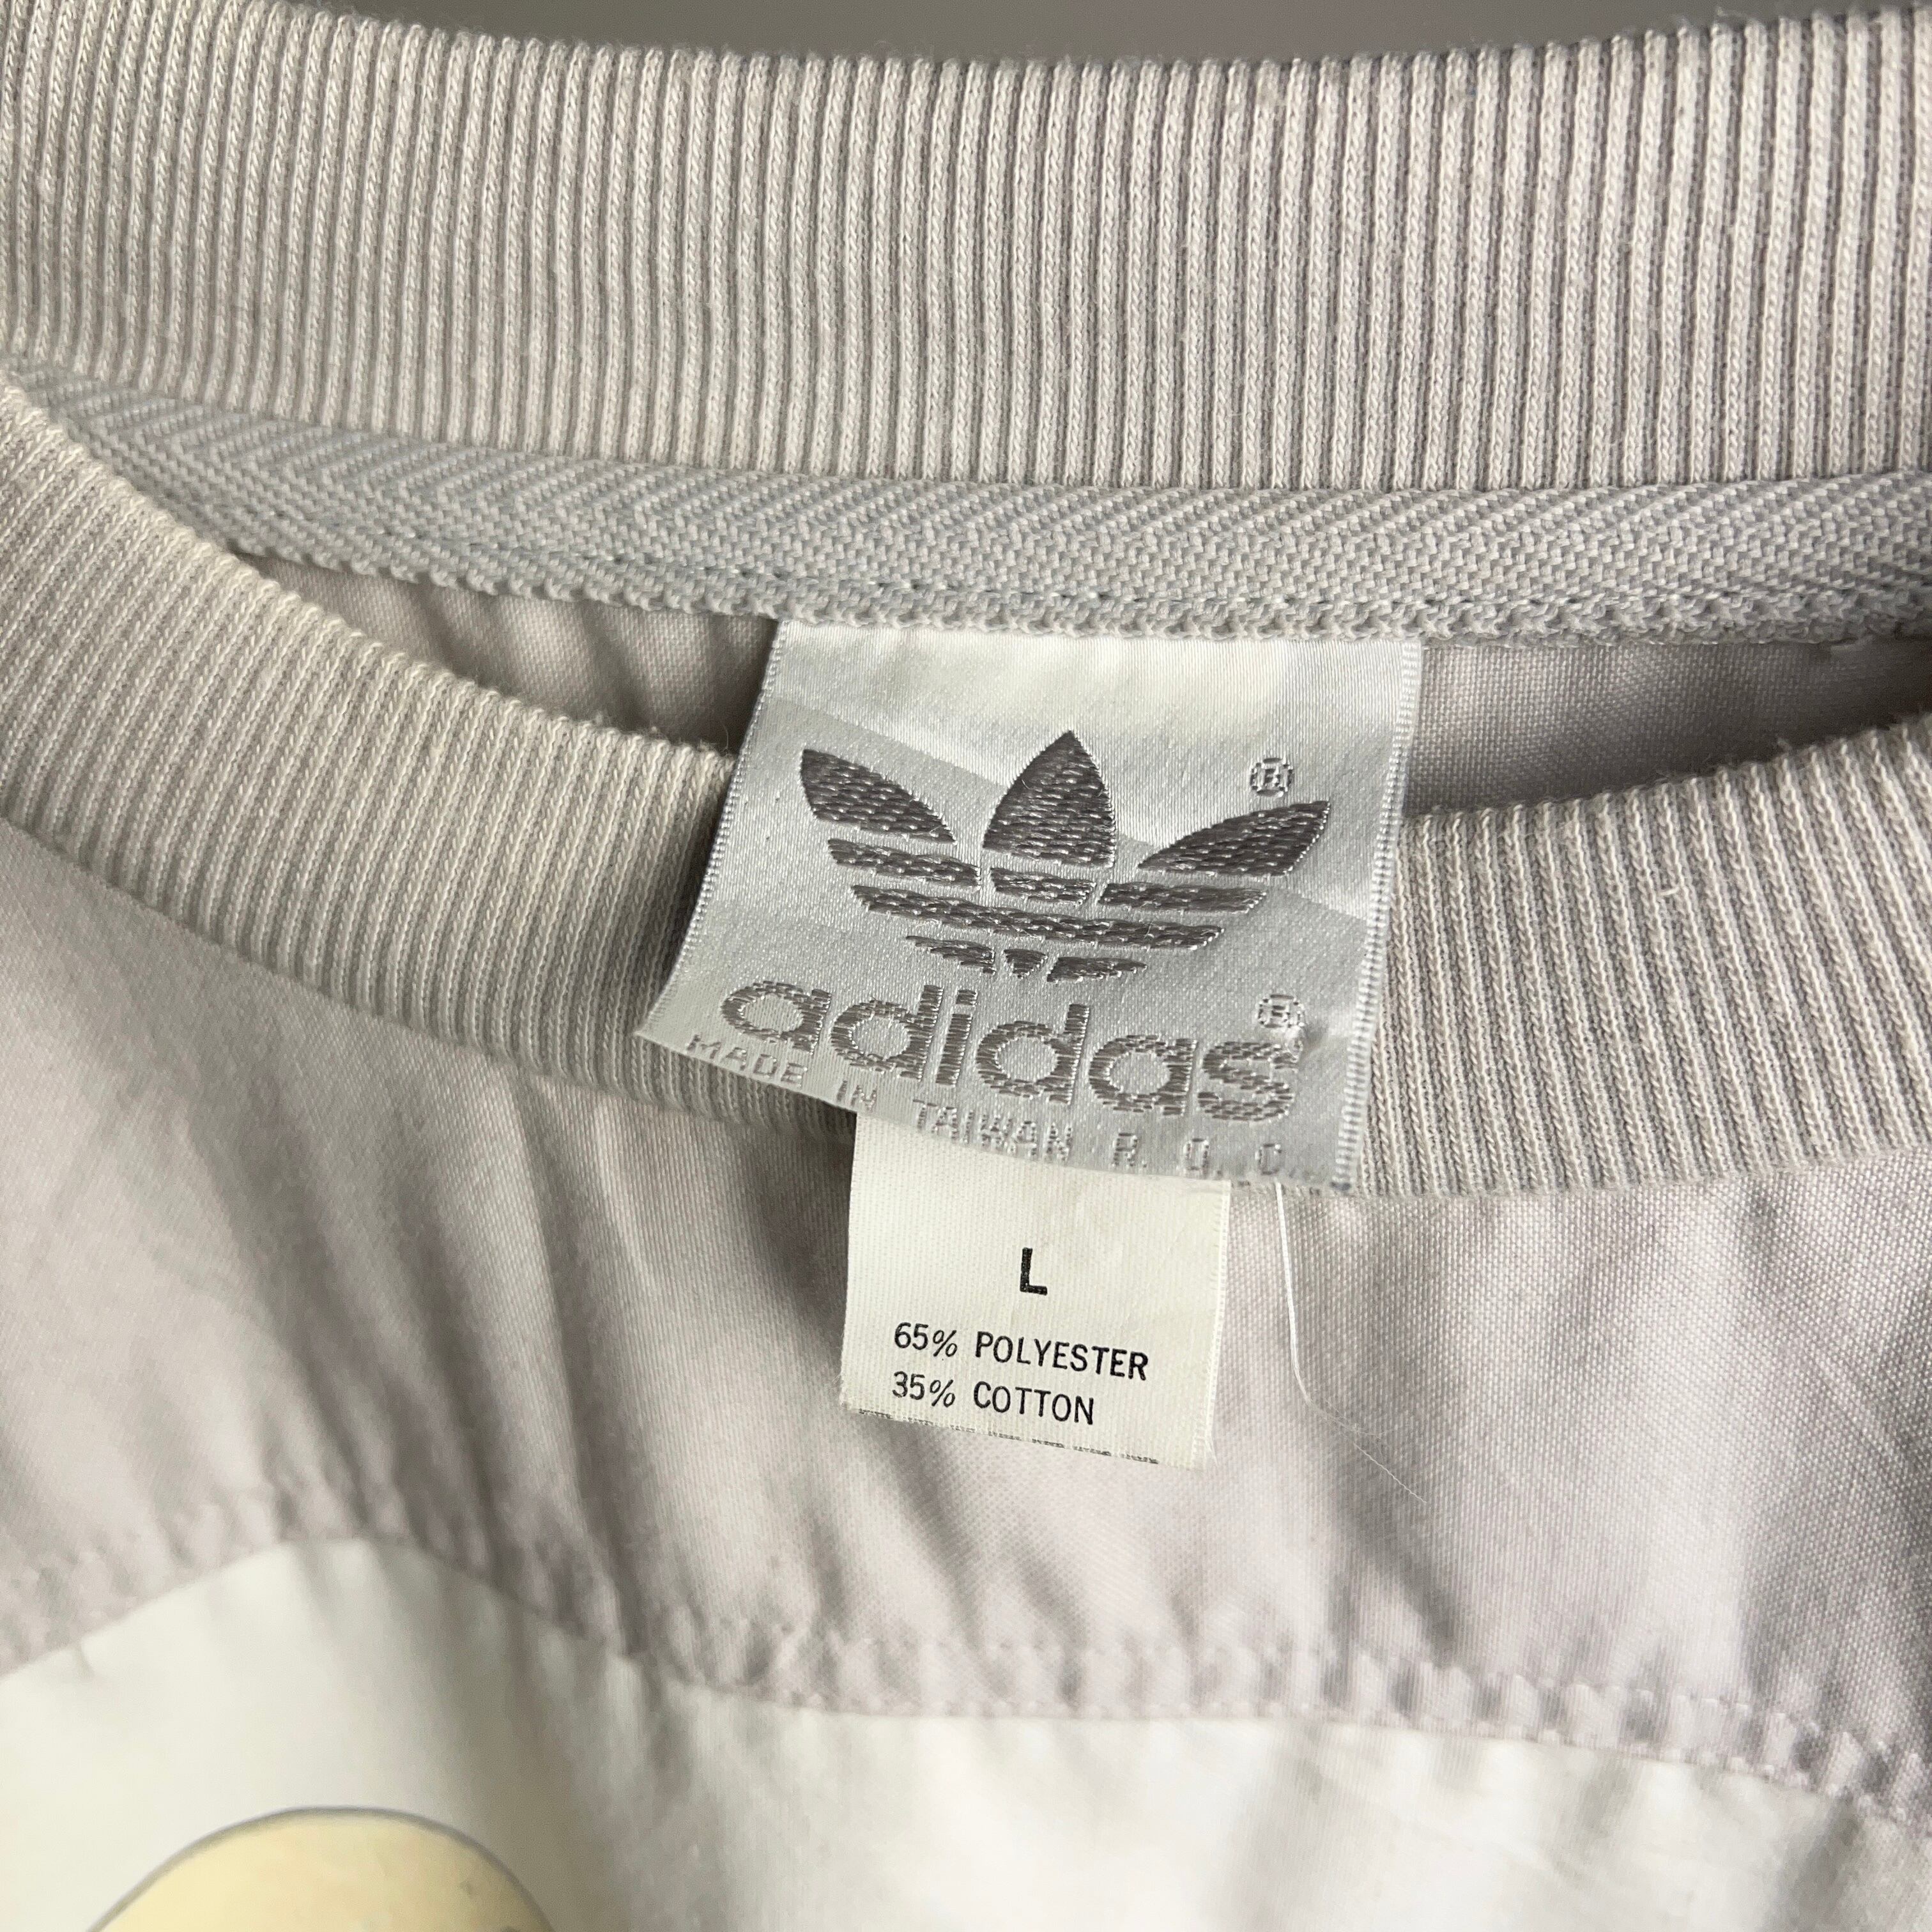 ®
adidas®
MADE IN TAIWAN R.O.C.
L
65% POLYESTER
35% COTTON